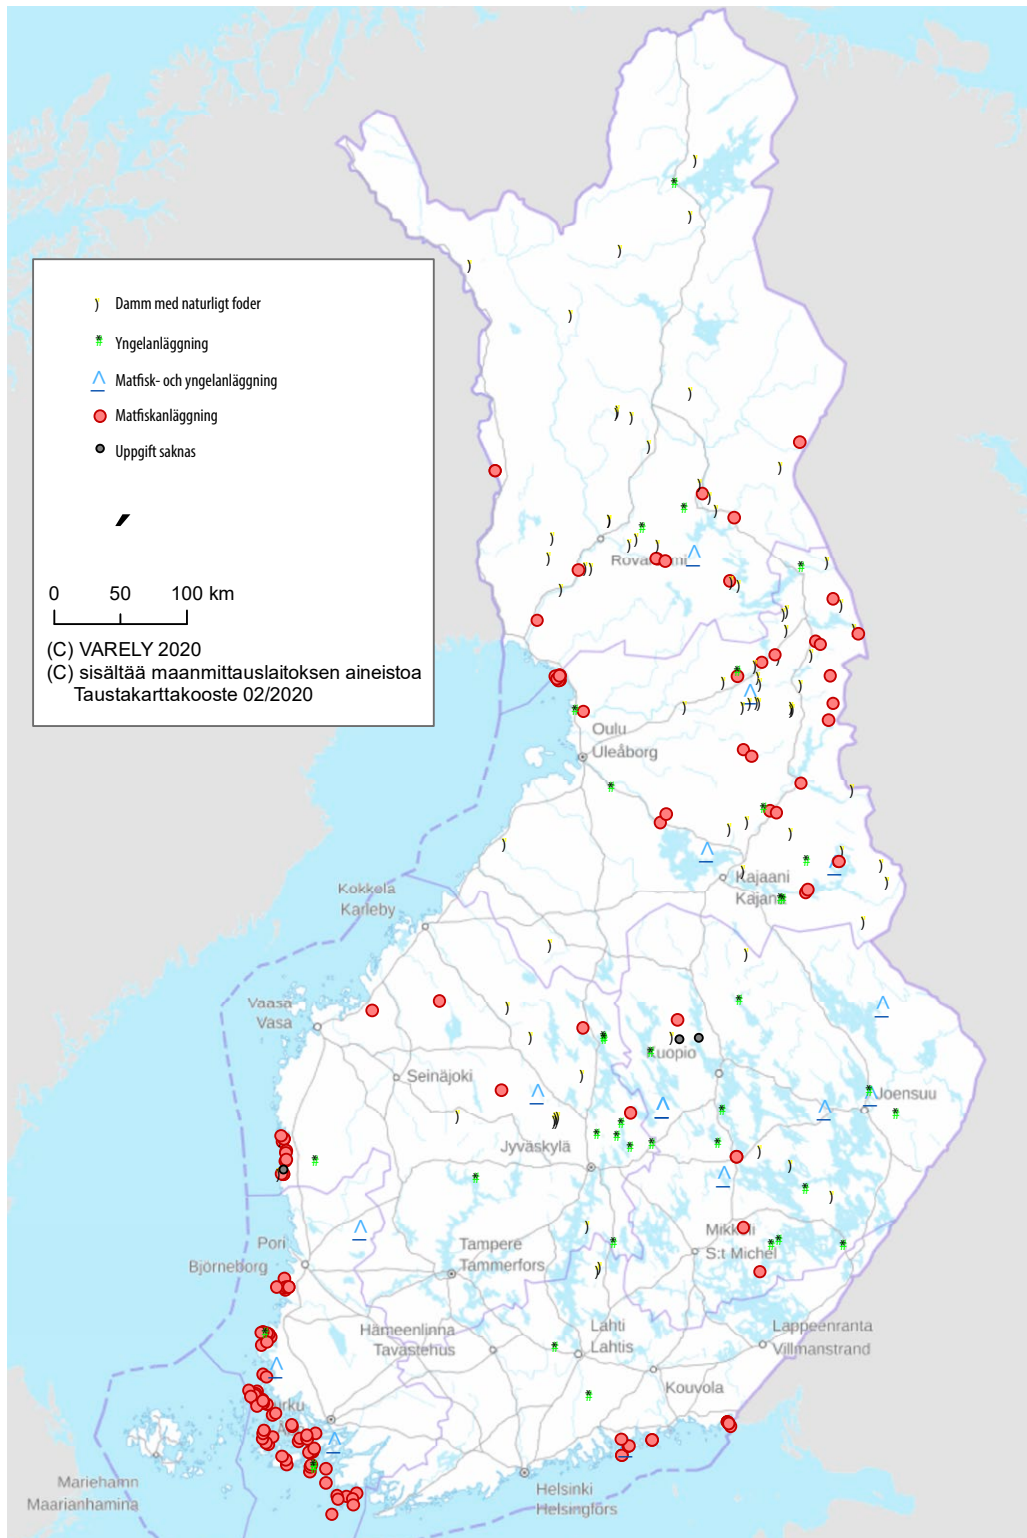 Damm med naturligt foder
Yngelanläggning
Matfisk- och yngelanläggning
Matfiskanläggning
Uppgift saknas
0 50 100 km
(C) VARELY 2020
(C) sisältää maanmittauslaitoksen aineistoa
Taustakarttakooste 02/2020
Oulu
Uleåborg
Kajaani
Kajana
Kokkola
Karleby
Vaasa
Vasa
Seinäjoki
Kuopio
Joensuu
Jyväskylä
Pori
Björneborg
Tampere
Tammerfors
S:t Michel
Hämeenlinna
Tavastehus
Lahti
Lahtis
Lappeenranta
Villmanstrand
Kouvola
Helsinki
Helsingfors
Mariehamn
Maarianhamina